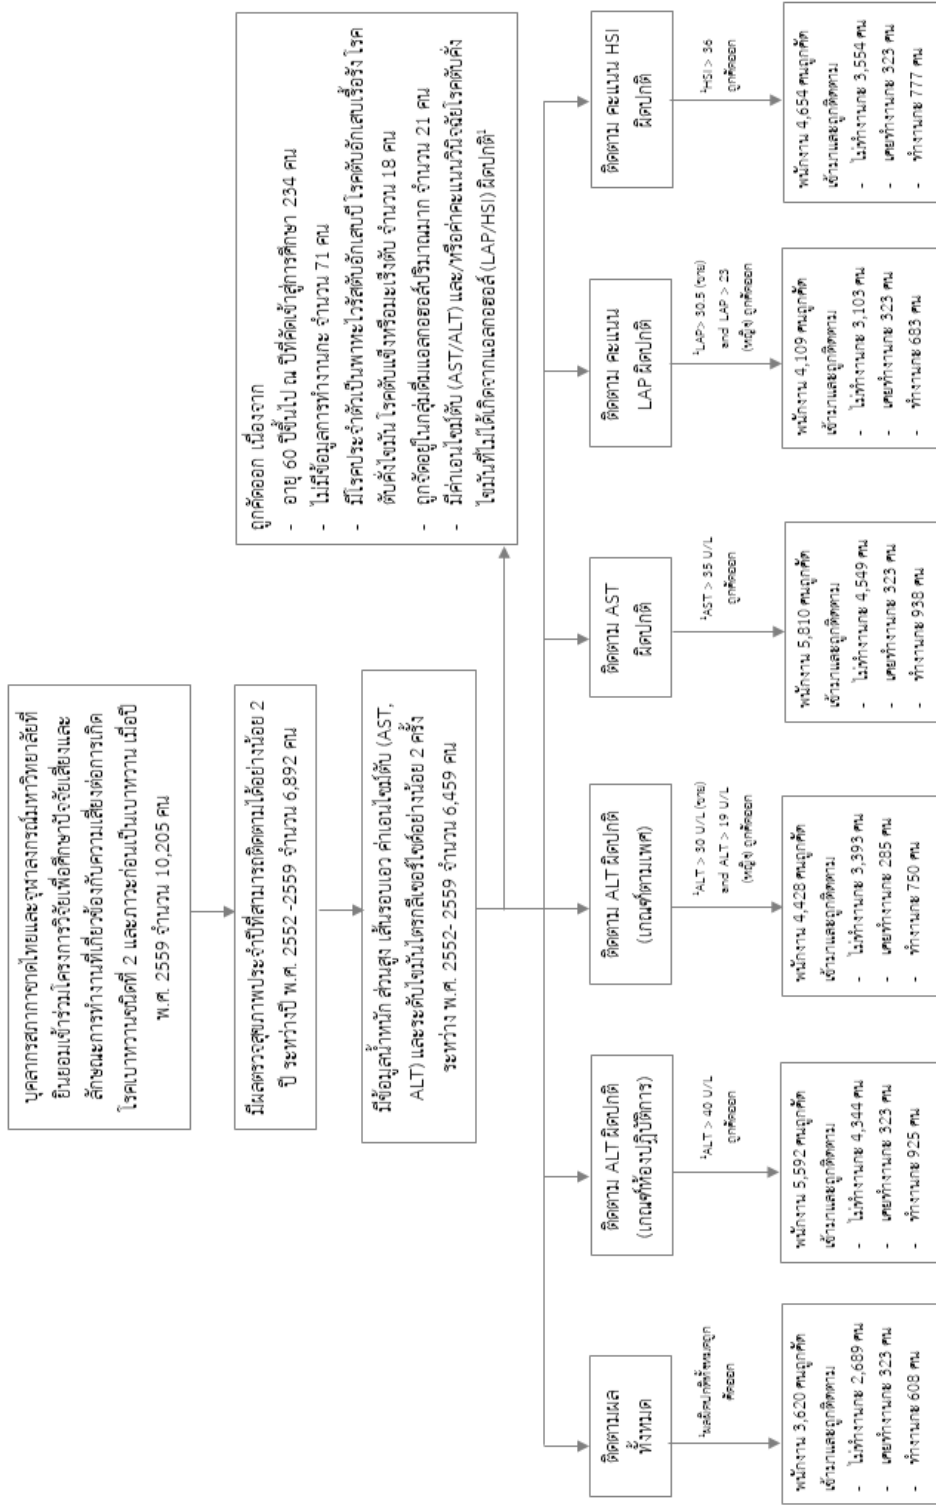 บุคลากรสภากาชาดไทยและจุฬาลงกรณ์มหาวิทยาลัยที่
ยินยอมเข้าร่วมโครงการวิจัยเพื่อศึกษาปัจจัยเสี่ยงและ
ลักษณะการทำงานที่เกี่ยวข้องกับความเสี่ยงต่อการเกิด
โรคเบาหวานชนิดที่ 2 และภาวะก่อนเป็นเบาหวาน เมื่อปี
พ.ศ. 2559 จำนวน 10,205 คน
มีผลตรวจสุขภาพประจำปีที่สามารถติดตามได้อย่างน้อย 2
ปี ระหว่างปี พ.ศ. 2552-2559 จำนวน 6,892 คน
มีข้อมูลน้ำหนัก ส่วนสูง เส้นรอบเอว ค่าเอนไซม์ตับ (AST,
ALT) และระดับไขมันไตรกลีเซอร์ไซด์อย่างน้อย 2 ครั้ง
ระหว่าง พ.ศ. 2552-2559 จำนวน 6,459 คน
ถูกคัดออก เนื่องจาก
- อายุ 60 ปีขึ้นไป ณ ปีที่คัดเข้าสู่การศึกษา 234 คน
- ไม่มีข้อมูลการทำงานกะ จำนวน 71 คน
- มีโรคประจำตัวเป็นพาหะไวรัสตับอักเสบบี โรคตับอักเสบเรื้อรัง โรค
ตับคั่งไขมัน โรคตับแข็งหรือมะเร็งตับ จำนวน 18 คน
- ถูกจัดอยู่ในกลุ่มดื่มแอลกอฮอล์ปริมาณมาก จำนวน 21 คน
- มีค่าเอนไซม์ตับ (AST/ALT) และ/หรือค่าคะแนนวินิจฉัยโรคตับคั่ง
ไขมันที่ไม่ได้เกิดจากแอลกอฮอล์ (LAP/HSI) ผิดปกติ¹
ติดตามผล
ทั้งหมด
¹ผลผิดปกติทั้งหมดถูก
คัดออก
พนักงาน 3,620 คนถูกคัด
เข้ามาและถูกติดตาม
- ไม่ทำงานกะ 2,689 คน
- เคยทำงานกะ 323 คน
- ทำงานกะ 608 คน
ติดตาม ALT ผิดปกติ
(เกณฑ์ห้องปฏิบัติการ)
¹ALT > 40 U/L
ถูกคัดออก
พนักงาน 5,592 คนถูกคัด
เข้ามาและถูกติดตาม
- ไม่ทำงานกะ 4,344 คน
- เคยทำงานกะ 323 คน
- ทำงานกะ 925 คน
ติดตาม ALT ผิดปกติ
(เกณฑ์ตามเพศ)
¹ALT > 30 U/L (ชาย)
and ALT > 19 U/L
(หญิง) ถูกคัดออก
พนักงาน 4,428 คนถูกคัด
เข้ามาและถูกติดตาม
- ไม่ทำงานกะ 3,393 คน
- เคยทำงานกะ 285 คน
- ทำงานกะ 750 คน
ติดตาม AST
ผิดปกติ
¹AST > 35 U/L
ถูกคัดออก
พนักงาน 5,810 คนถูกคัด
เข้ามาและถูกติดตาม
- ไม่ทำงานกะ 4,549 คน
- เคยทำงานกะ 323 คน
- ทำงานกะ 938 คน
ติดตาม คะแนน
LAP ผิดปกติ
¹LAP> 30.5 (ชาย)
and LAP > 23
(หญิง) ถูกคัดออก
พนักงาน 4,109 คนถูกคัด
เข้ามาและถูกติดตาม
- ไม่ทำงานกะ 3,103 คน
- เคยทำงานกะ 323 คน
- ทำงานกะ 683 คน
ติดตาม คะแนน HSI
ผิดปกติ
¹HSI > 36
ถูกคัดออก
พนักงาน 4,654 คนถูกคัด
เข้ามาและถูกติดตาม
- ไม่ทำงานกะ 3,554 คน
- เคยทำงานกะ 323 คน
- ทำงานกะ 777 คน